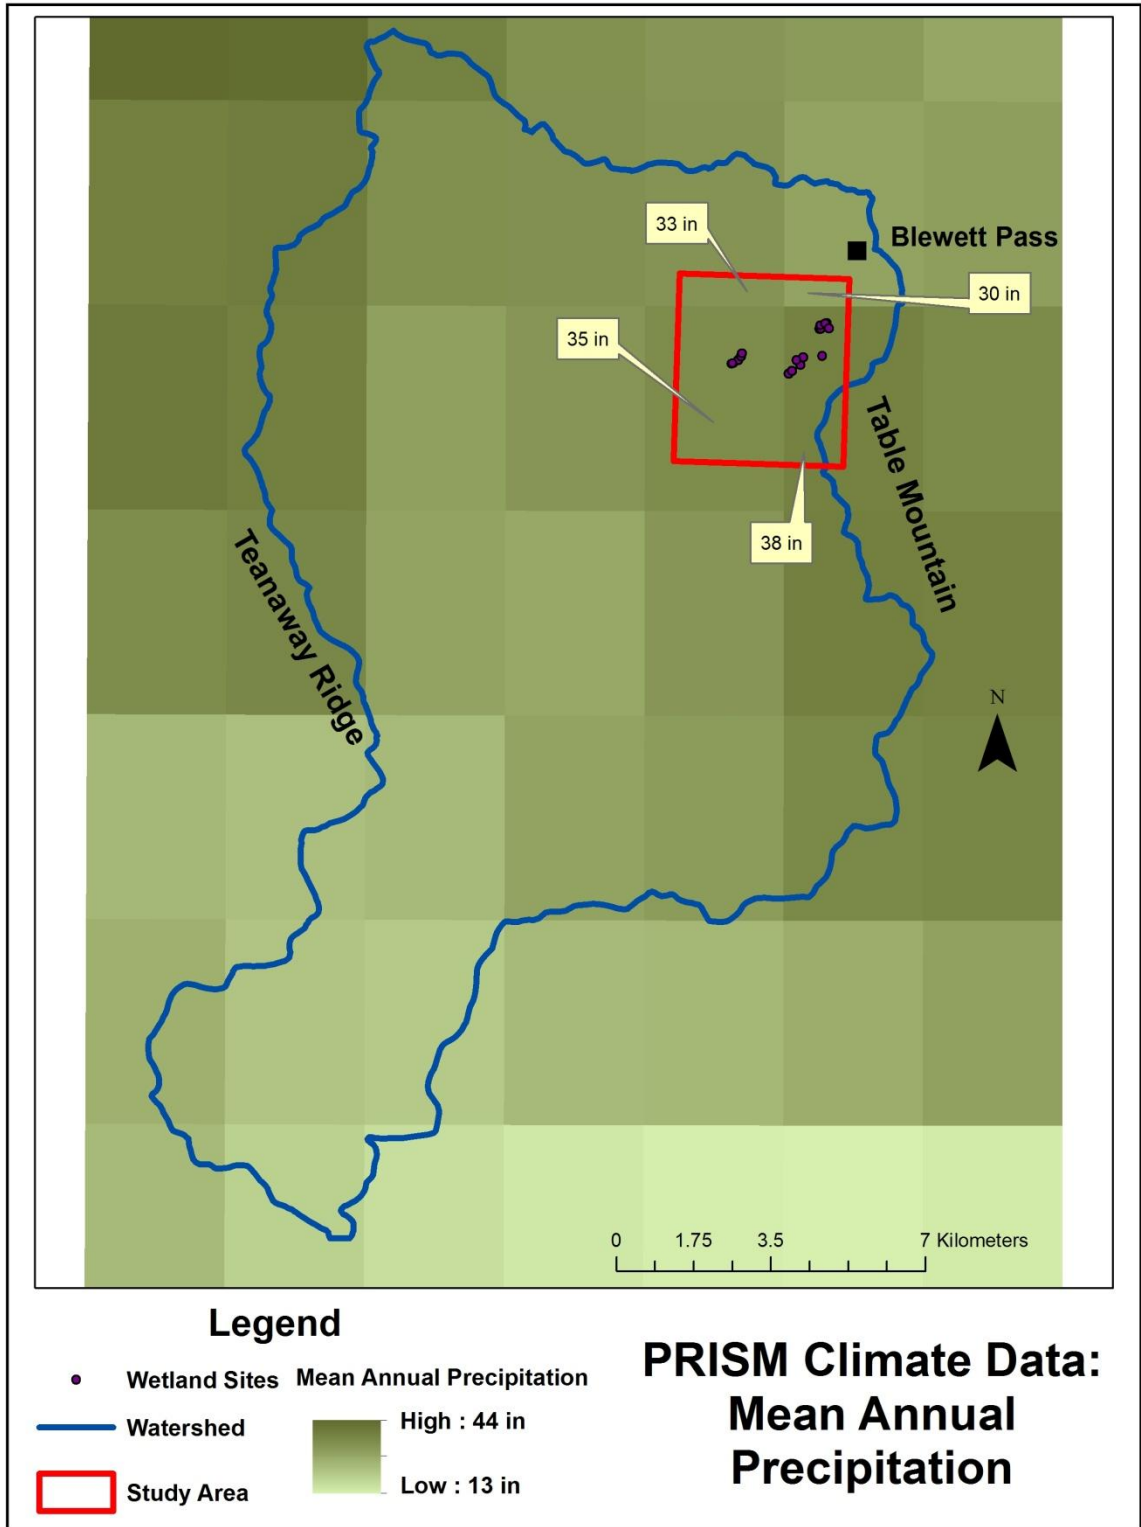 33 in
Blewett Pass
30 in
35 in
Table Mountain
38 in
Teanaway Ridge
N
0 1.75 3.5 7 Kilometers
Legend
Wetland Sites
Watershed
Study Area
Mean Annual Precipitation
High : 44 in
Low : 13 in
PRISM Climate Data:
Mean Annual
Precipitation